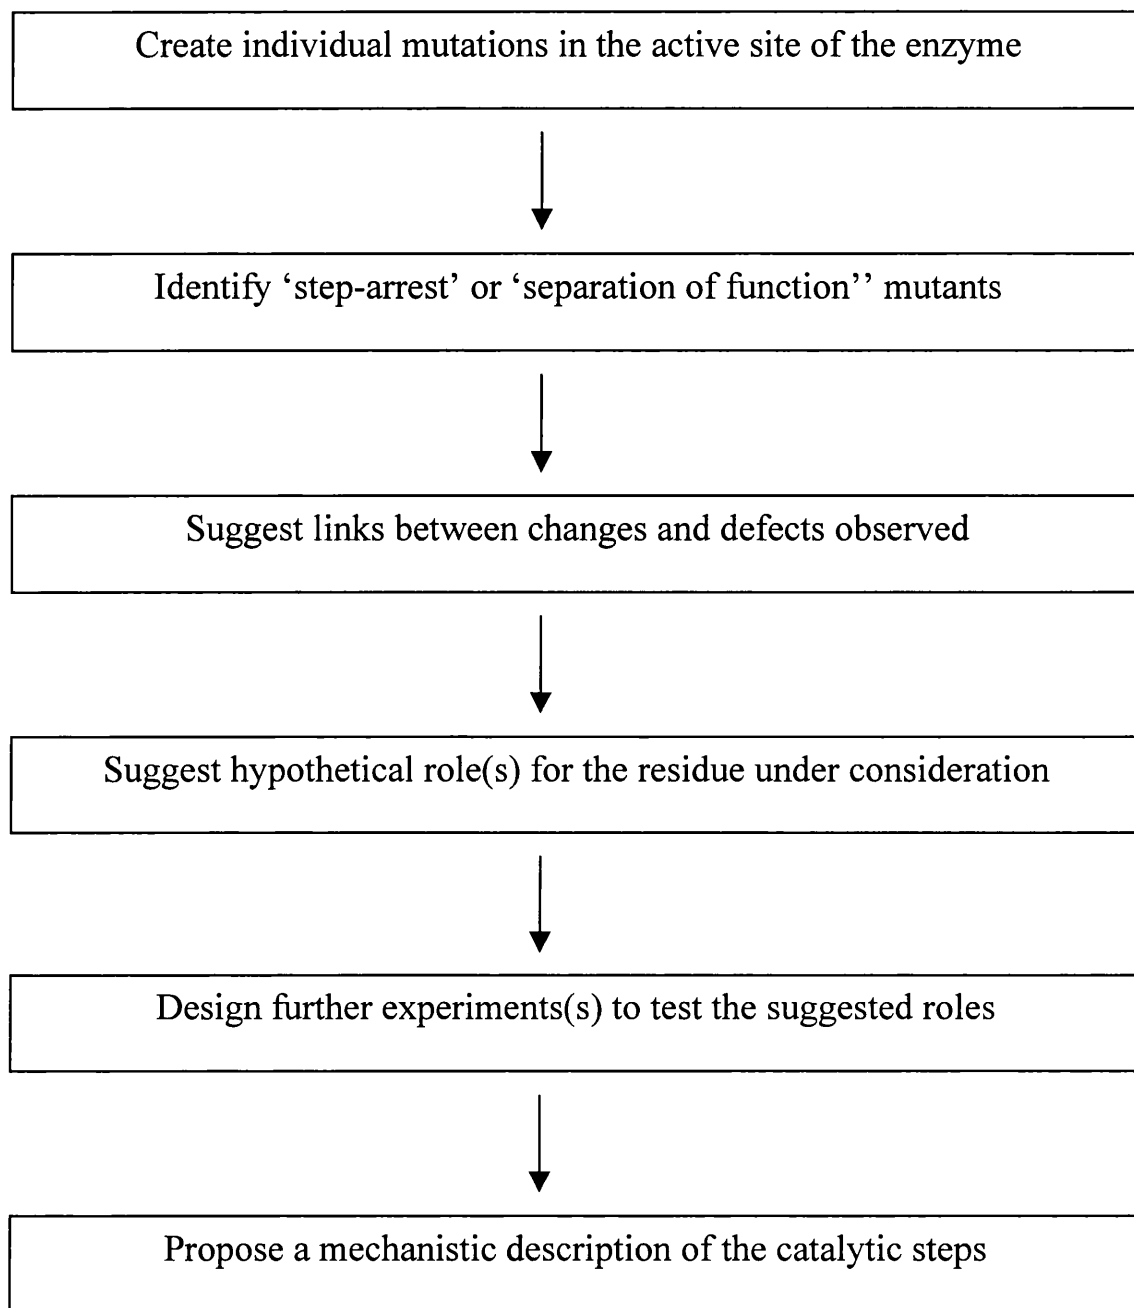 Create individual mutations in the active site of the enzyme
Identify ‘step-arrest’ or ‘separation of function’’ mutants
Suggest links between changes and defects observed
Suggest hypothetical role(s) for the residue under consideration
Design further experiments(s) to test the suggested roles
Propose a mechanistic description of the catalytic steps